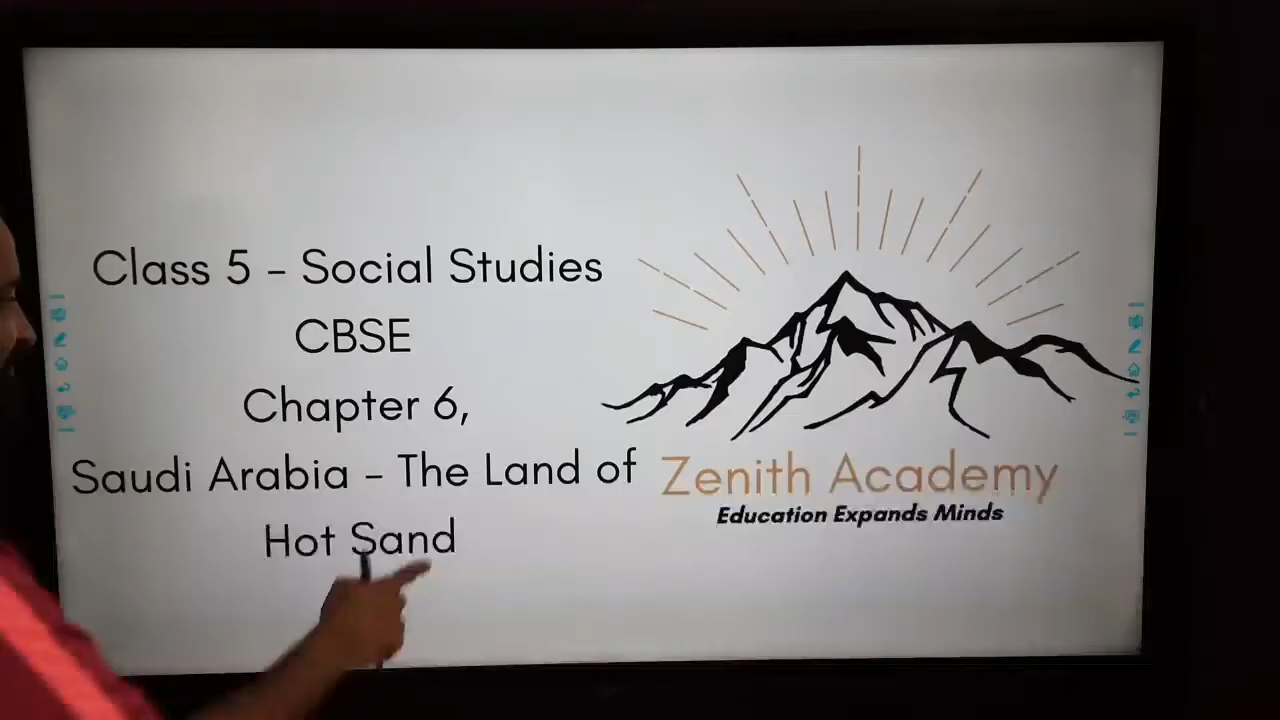 Class 5 - Social Studies
CBSE
Chapter 6,
Saudi Arabia - The Land of
Hot Sand
Zenith Academy
Education Expands Minds